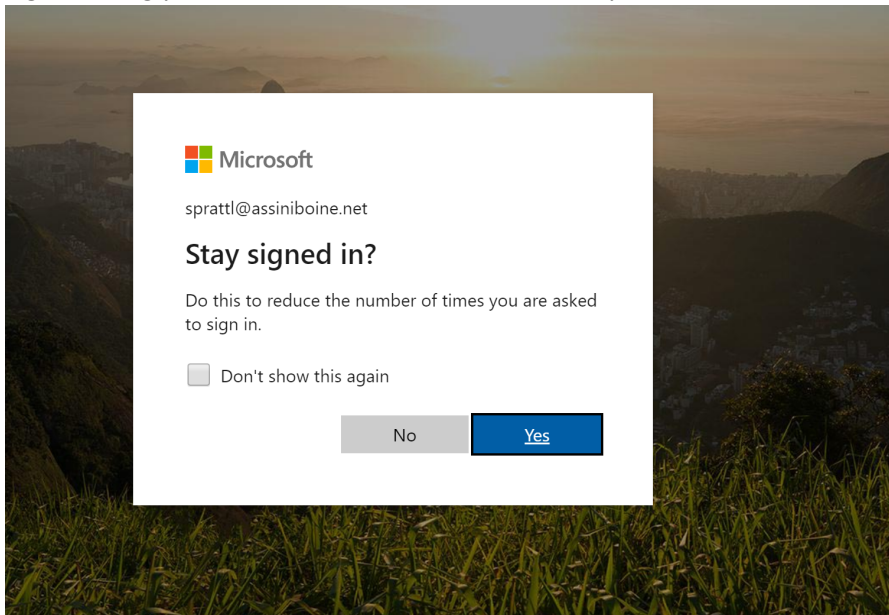 Microsoft
sprattl@assiniboine.net
Stay signed in?
Do this to reduce the number of times you are asked
to sign in.
Don't show this again
No
Yes